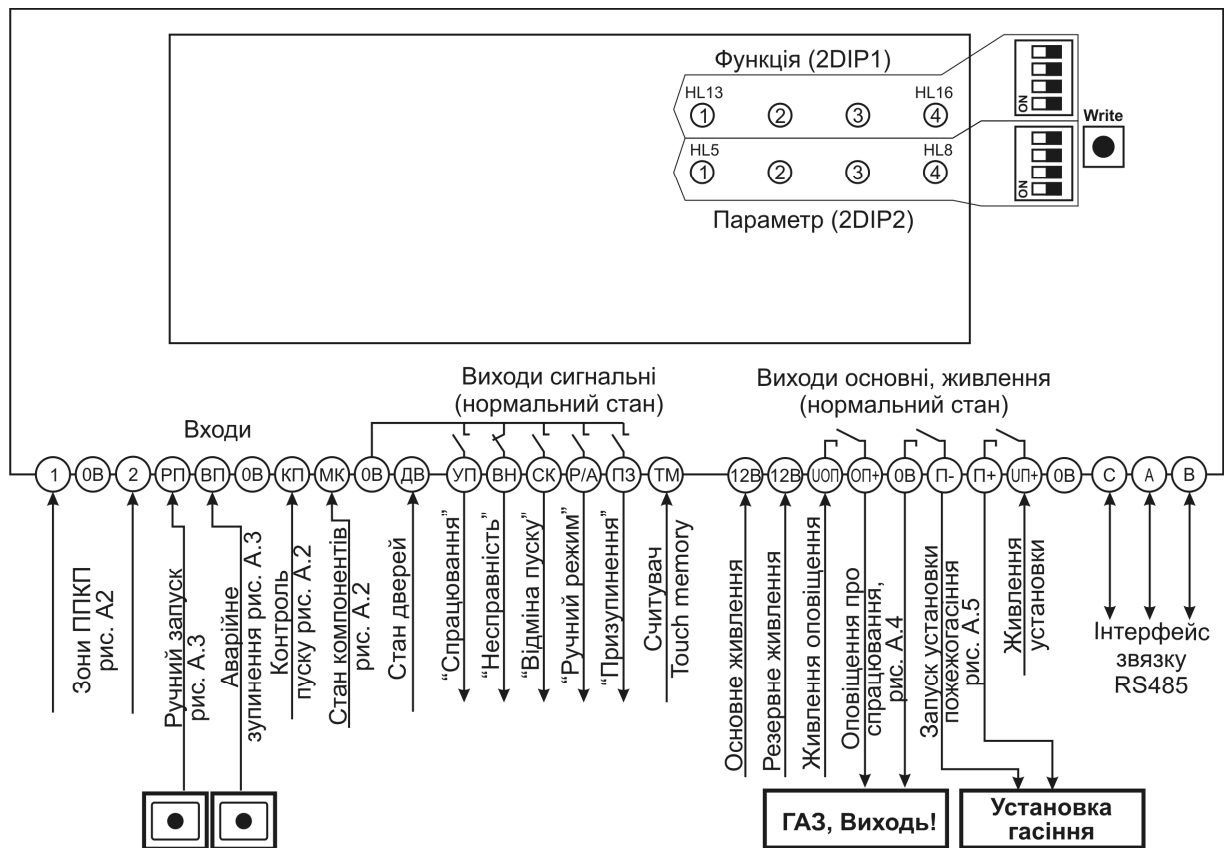 Функція (2DIP1)
HL13
HL16
1
2
3
4
ON
Write
HL5
HL8
1
2
3
4
ON
Параметр (2DIP2)
Входи
Виходи сигнальні
(нормальний стан)
Виходи основні, живлення
(нормальний стан)
1
0В
2
РП
ВП
0В
КП
МК
0В
ДВ
УП
ВН
СК
Р/А
ПЗ
ТМ
12В
12В
UОП
ОП+
0В
П-
П+
UП+
0В
С
А
В
Зони ППКП
рис. А2
Ручний запуск
рис. А.3
Аварійне
зупинення рис. А.3
Контроль
пуску рис. А.2
Стан компонентів
рис. А.2
Стан дверей
“Спрацювання”
“Несправність”
“Відміна пуску”
“Ручний режим”
“Призупинення”
Считувач
Touch memory
Основне живлення
Резервне живлення
Живлення оповіщення
Оповіщення про
спрацювання,
рис. А.4
Запуск установки
пожежогасіння
рис. А.5
Живлення
установки
Інтерфейс
звязку
RS485
ГАЗ, Виходь!
Установка
гасіння